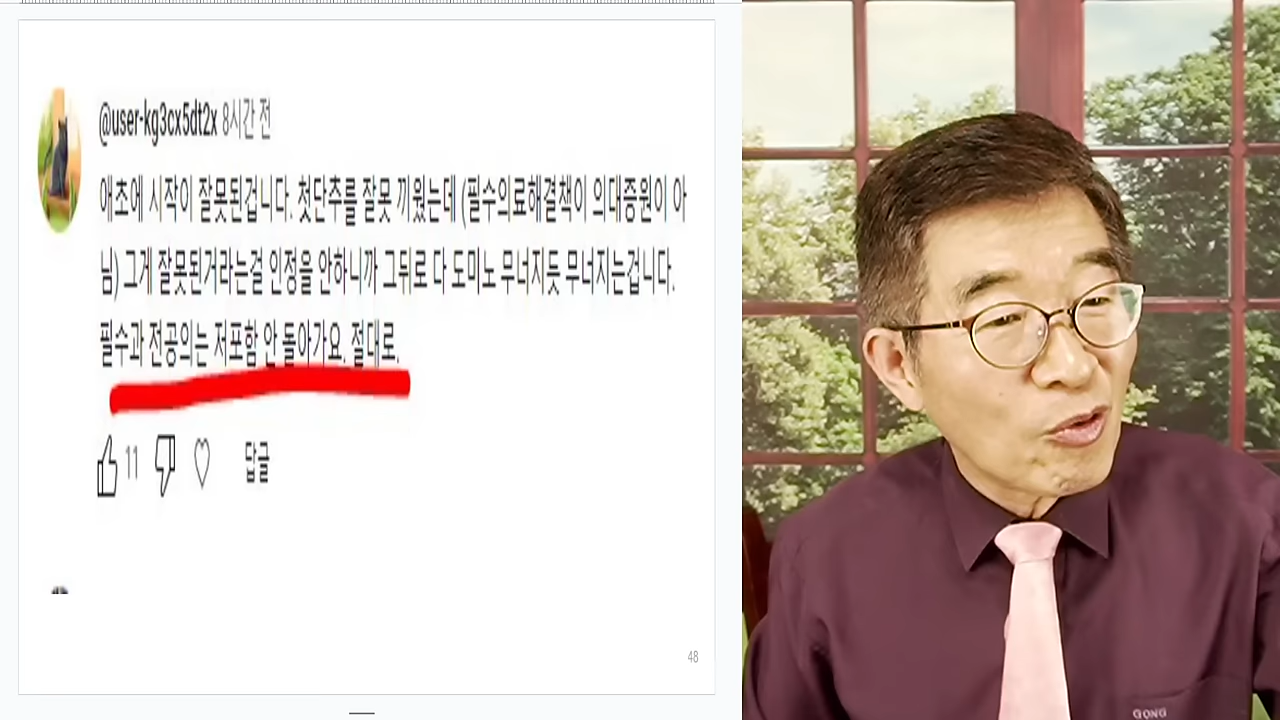 @user-kg3cx5dt2x 8시간 전
애초에 시작이 잘못된겁니다. 첫단추를 잘못 끼웠는데 (필수의료해결책이 의대증원이 아
님) 그게 잘못된거라는걸 인정을 안하니까 그뒤로 다 도미노 무너지듯 무너지는겁니다.
필수과 전공의는 저포함 안 돌아가요. 절대로.
11 답글
48
GONG